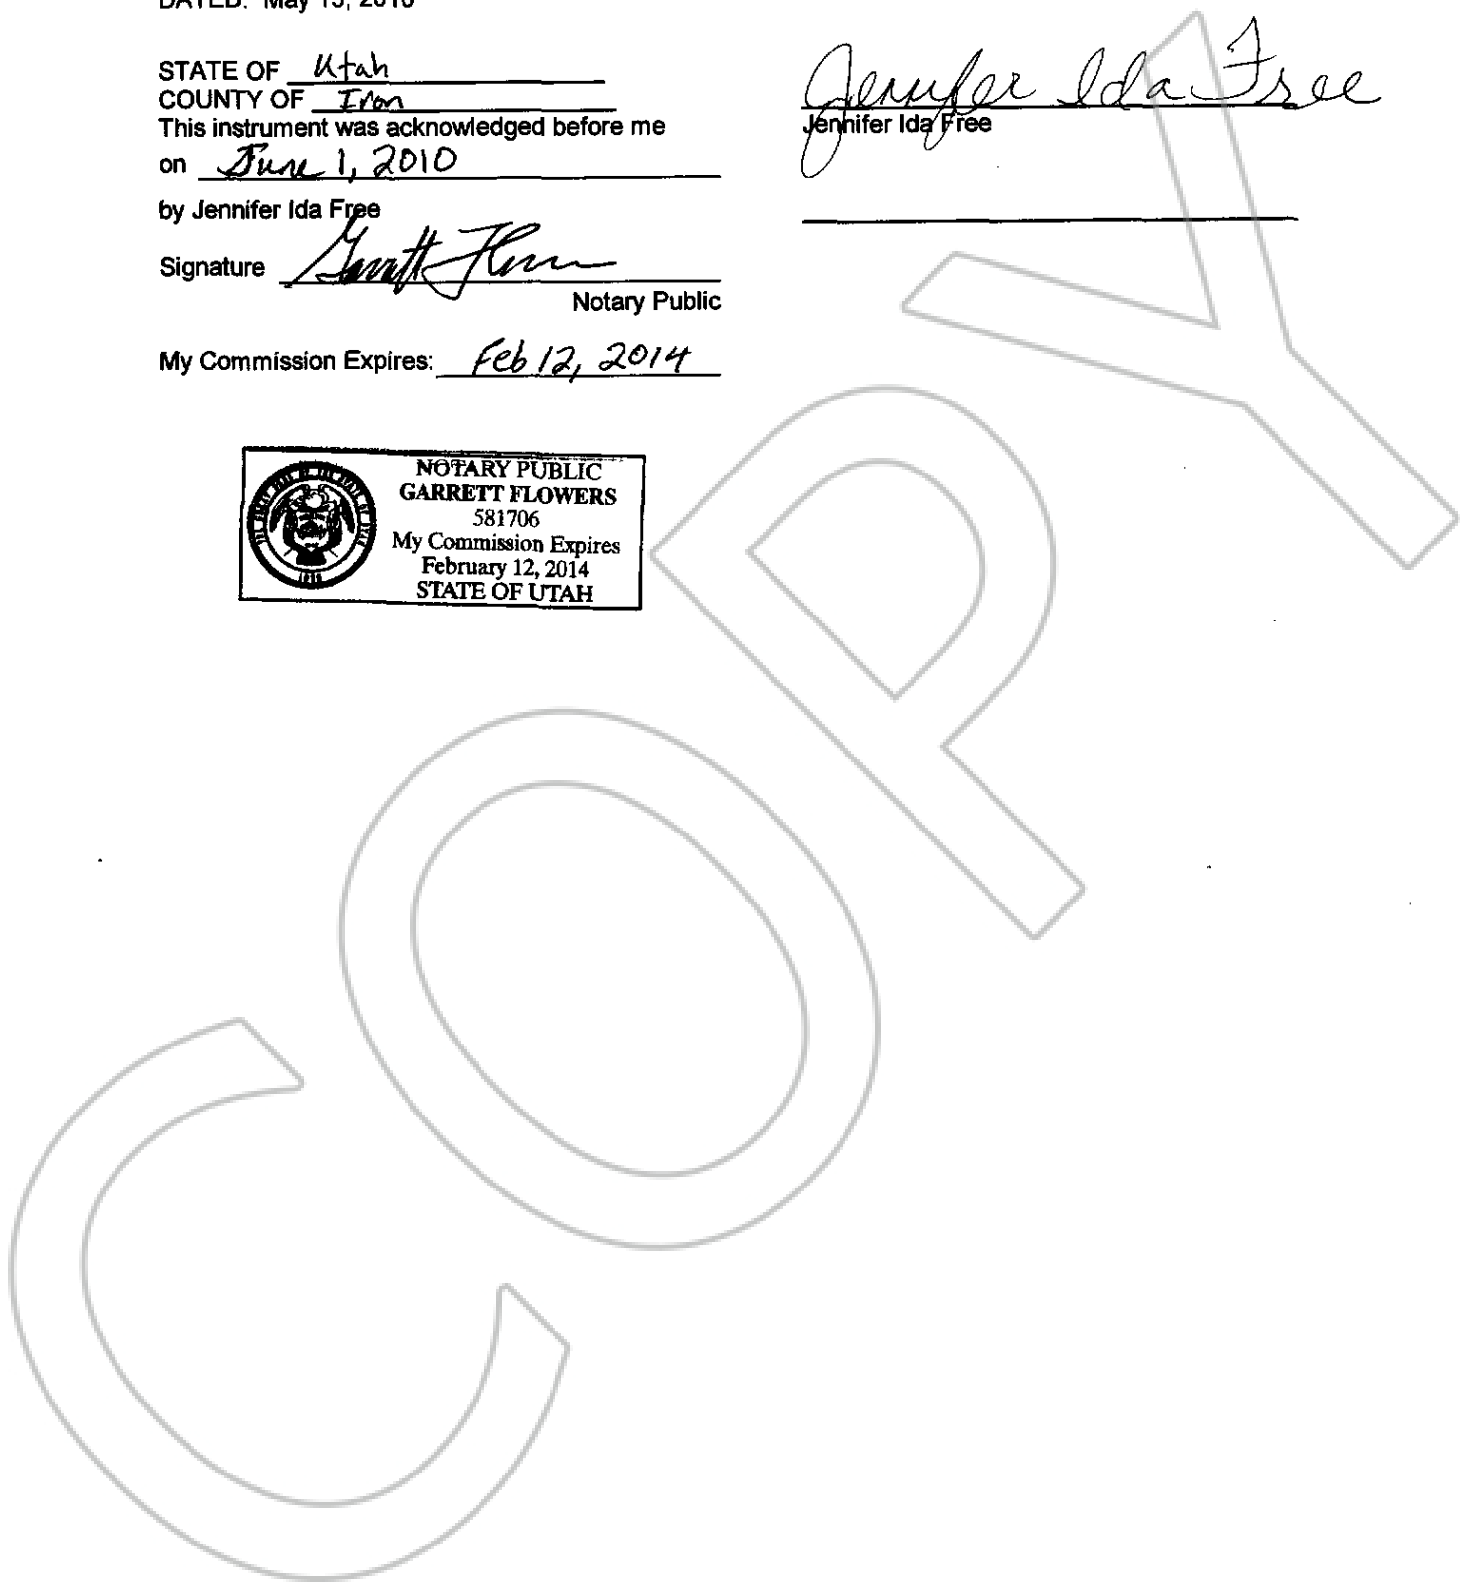 DATED: May 13, 2010
STATE OF Utah
COUNTY OF Iron
This instrument was acknowledged before me
on June 1, 2010
by Jennifer Ida Free
Signature Garrett Flowers
Notary Public
My Commission Expires: Feb 12, 2014
Jennifer Ida Free
Jennifer Ida Free
NOTARY PUBLIC
GARRETT FLOWERS
581706
My Commission Expires
February 12, 2014
STATE OF UTAH
COPY